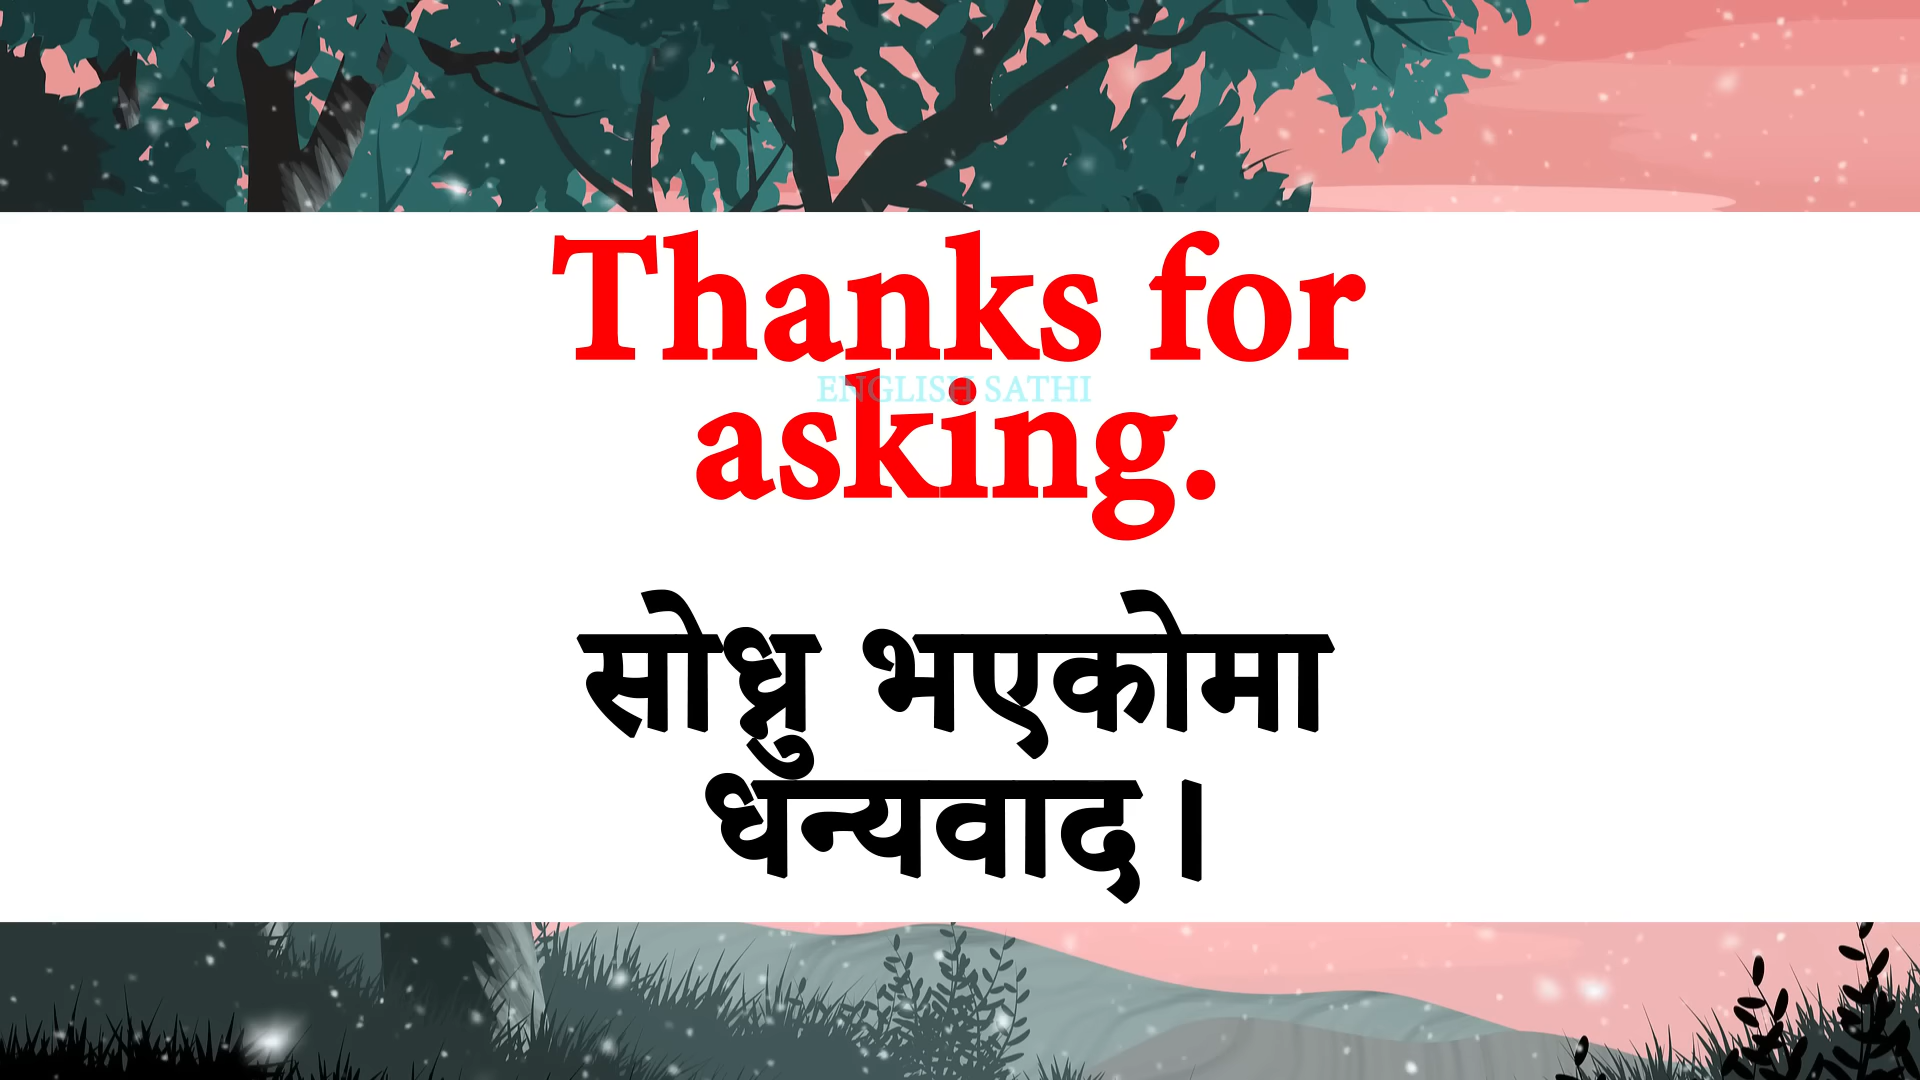 Thanks for
ENGLISH SATHI
asking.
सोध्नु भएकोमा
धन्यवाद ।